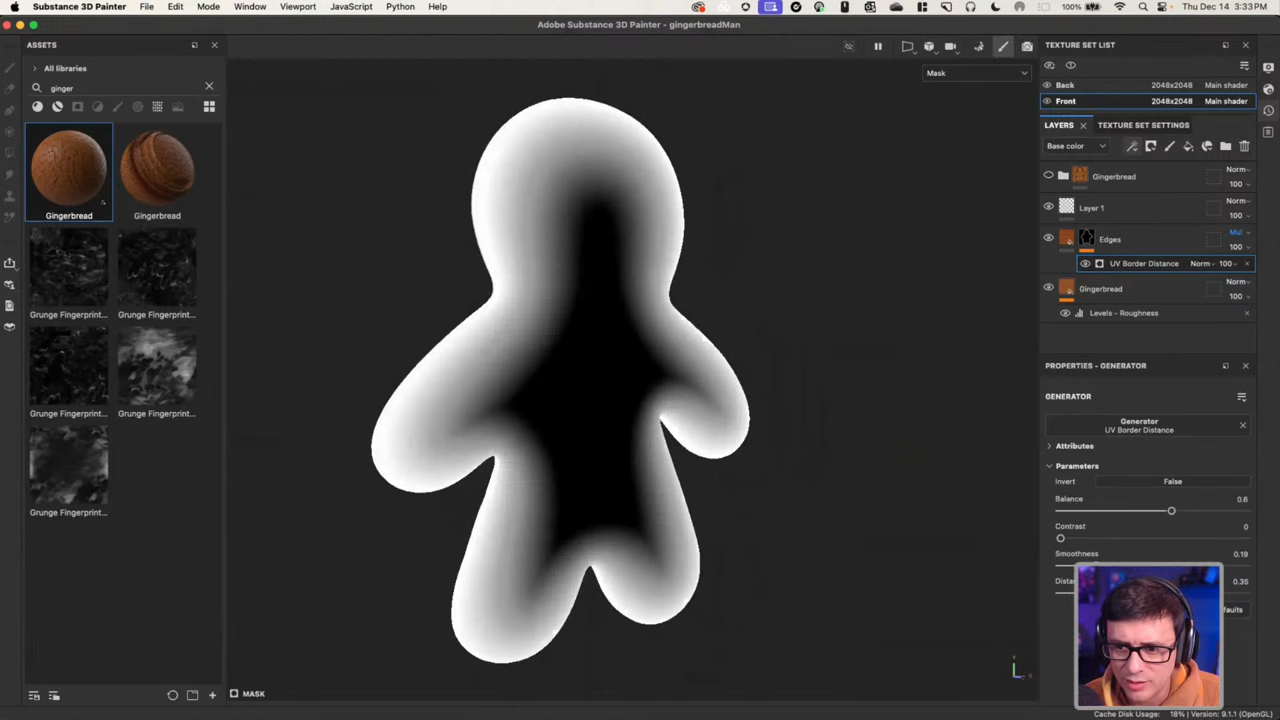 Substance 3D Painter File Edit Mode Window Viewport JavaScript Python Help
100% Thu Dec 14 3:33PM
Adobe Substance 3D Painter - gingerbreadMan
ASSETS
All libraries
ginger
Gingerbread Gingerbread
Grunge Fingerprint... Grunge Fingerprint...
Grunge Fingerprint... Grunge Fingerprint...
Grunge Fingerprint...
Mask
MASK
TEXTURE SET LIST
Back 2048x2048 Main shader
Front 2048x2048 Main shader
LAYERS TEXTURE SET SETTINGS
Base color
Gingerbread Norm 100
Layer 1 Norm 100
Edges Mul 100
UV Border Distance Norm 100
Gingerbread Norm 100
Levels - Roughness
PROPERTIES - GENERATOR
GENERATOR
Generator
UV Border Distance
Attributes
Parameters
Invert False
Balance 0.6
Contrast 0
Smoothness 0.19
Dista 0.35
faults
Cache Disk Usage: 18% | Version: 9.1.1 (OpenGL)